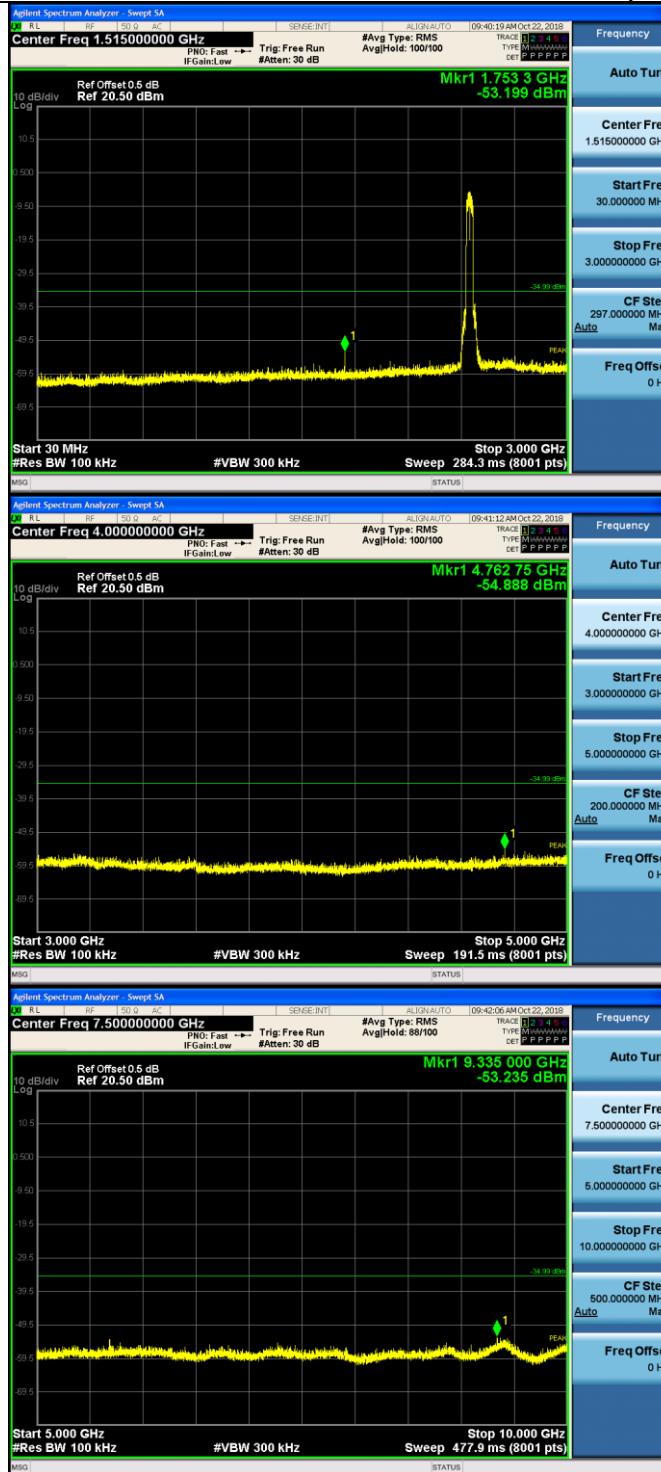 Agilent Spectrum Analyzer - Swept SA
RL RF 50 Ω AC SENSE:INT ALIGNAUTO 09:40:19 AM Oct 22, 2018
Center Freq 1.515000000 GHz
PNO: Fast
IFGain:Low
Trig: Free Run
#Atten: 30 dB
#Avg Type: RMS
Avg|Hold: 100/100
TRACE 1 2 3 4 5 6
TYPE M W W W W W
DET P P P P P P
Mkr1 1.753 3 GHz
-53.199 dBm
Ref Offset 0.5 dB
Ref 20.50 dBm
10 dB/div
Log
10.5
0.500
-9.50
-19.5
-29.5
-34.99 dBm
-39.5
-49.5
1
PEAK
-59.5
-69.5
Start 30 MHz
Stop 3.000 GHz
#Res BW 100 kHz
#VBW 300 kHz
Sweep 284.3 ms (8001 pts)
MSG STATUS
Frequency
Auto Tun
Center Fre
1.515000000 GH
Start Fre
30.000000 MH
Stop Fre
3.000000000 GH
CF Ste
297.000000 MH
Auto Ma
Freq Offse
0 H
Agilent Spectrum Analyzer - Swept SA
RL RF 50 Ω AC SENSE:INT ALIGNAUTO 09:41:12 AM Oct 22, 2018
Center Freq 4.000000000 GHz
PNO: Fast
IFGain:Low
Trig: Free Run
#Atten: 30 dB
#Avg Type: RMS
Avg|Hold: 100/100
TRACE 1 2 3 4 5 6
TYPE M W W W W W
DET P P P P P P
Mkr1 4.762 75 GHz
-54.888 dBm
Ref Offset 0.5 dB
Ref 20.50 dBm
10 dB/div
Log
10.5
0.500
-9.50
-19.5
-29.5
-34.99 dBm
-39.5
-49.5
1
PEAK
-59.5
-69.5
Start 3.000 GHz
Stop 5.000 GHz
#Res BW 100 kHz
#VBW 300 kHz
Sweep 191.5 ms (8001 pts)
MSG STATUS
Frequency
Auto Tun
Center Fre
4.000000000 GH
Start Fre
3.000000000 GH
Stop Fre
5.000000000 GH
CF Ste
200.000000 MH
Auto Ma
Freq Offse
0 H
Agilent Spectrum Analyzer - Swept SA
RL RF 50 Ω AC SENSE:INT ALIGNAUTO 09:42:06 AM Oct 22, 2018
Center Freq 7.500000000 GHz
PNO: Fast
IFGain:Low
Trig: Free Run
#Atten: 30 dB
#Avg Type: RMS
Avg|Hold: 88/100
TRACE 1 2 3 4 5 6
TYPE M W W W W W
DET P P P P P P
Mkr1 9.335 000 GHz
-53.235 dBm
Ref Offset 0.5 dB
Ref 20.50 dBm
10 dB/div
Log
10.5
0.500
-9.50
-19.5
-29.5
-34.99 dBm
-39.5
-49.5
1
PEAK
-59.5
-69.5
Start 5.000 GHz
Stop 10.000 GHz
#Res BW 100 kHz
#VBW 300 kHz
Sweep 477.9 ms (8001 pts)
MSG STATUS
Frequency
Auto Tun
Center Fre
7.500000000 GH
Start Fre
5.000000000 GH
Stop Fre
10.000000000 GH
CF Ste
500.000000 MH
Auto Ma
Freq Offse
0 H